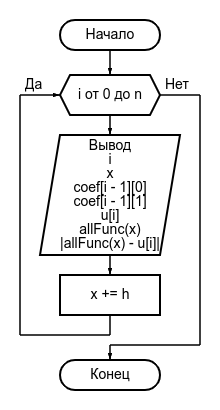 Начало
Да
Нет
i от 0 до n
Вывод
i
x
coef[i - 1][0]
coef[i - 1][1]
u[i]
allFunc(x)
|allFunc(x) - u[i]|
x += h
Конец